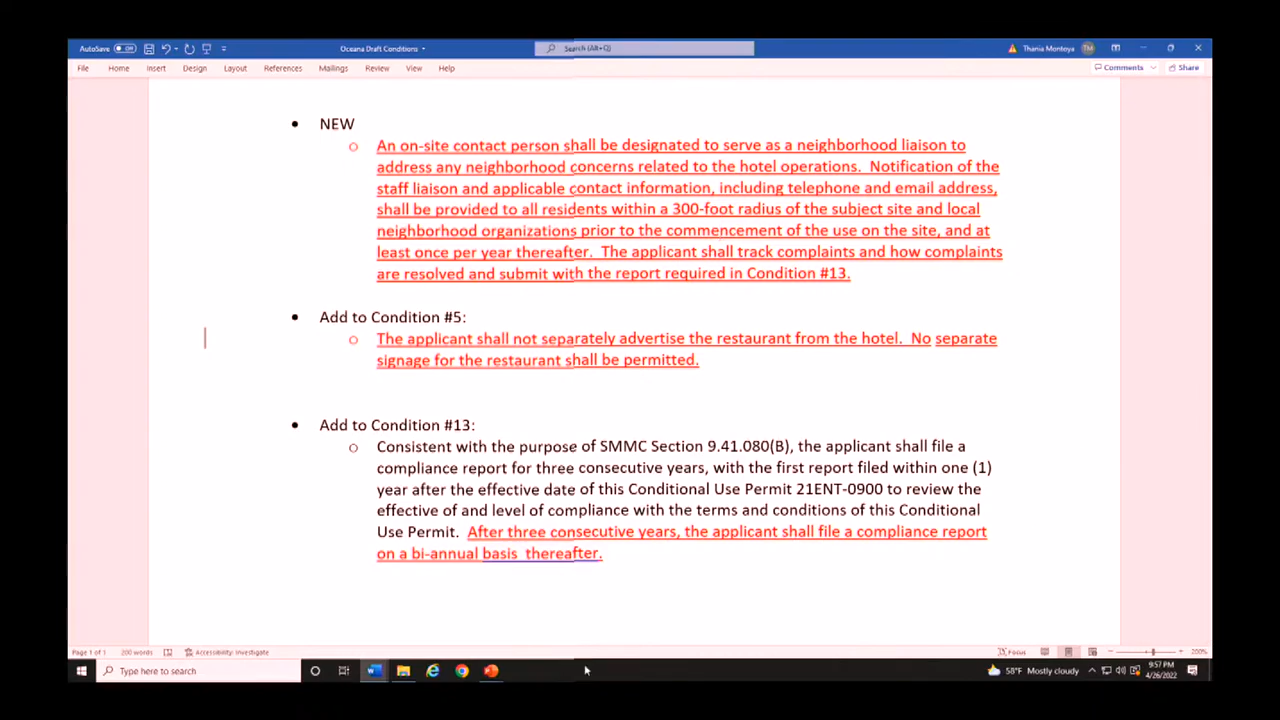 AutoSave Off
Oceana Draft Conditions
Search (Alt+Q)
Thania Montoya TM
File Home Insert Design Layout References Mailings Review View Help
Comments Share
• NEW
o An on-site contact person shall be designated to serve as a neighborhood liaison to
address any neighborhood concerns related to the hotel operations. Notification of the
staff liaison and applicable contact information, including telephone and email address,
shall be provided to all residents within a 300-foot radius of the subject site and local
neighborhood organizations prior to the commencement of the use on the site, and at
least once per year thereafter. The applicant shall track complaints and how complaints
are resolved and submit with the report required in Condition #13.
• Add to Condition #5:
o The applicant shall not separately advertise the restaurant from the hotel. No separate
signage for the restaurant shall be permitted.
• Add to Condition #13:
o Consistent with the purpose of SMMC Section 9.41.080(B), the applicant shall file a
compliance report for three consecutive years, with the first report filed within one (1)
year after the effective date of this Conditional Use Permit 21ENT-0900 to review the
effective of and level of compliance with the terms and conditions of this Conditional
Use Permit. After three consecutive years, the applicant shall file a compliance report
on a bi-annual basis thereafter.
Page 1 of 1 200 words Accessibility: Investigate
Focus 200%
Type here to search
58°F Mostly cloudy
9:57 PM
4/26/2022